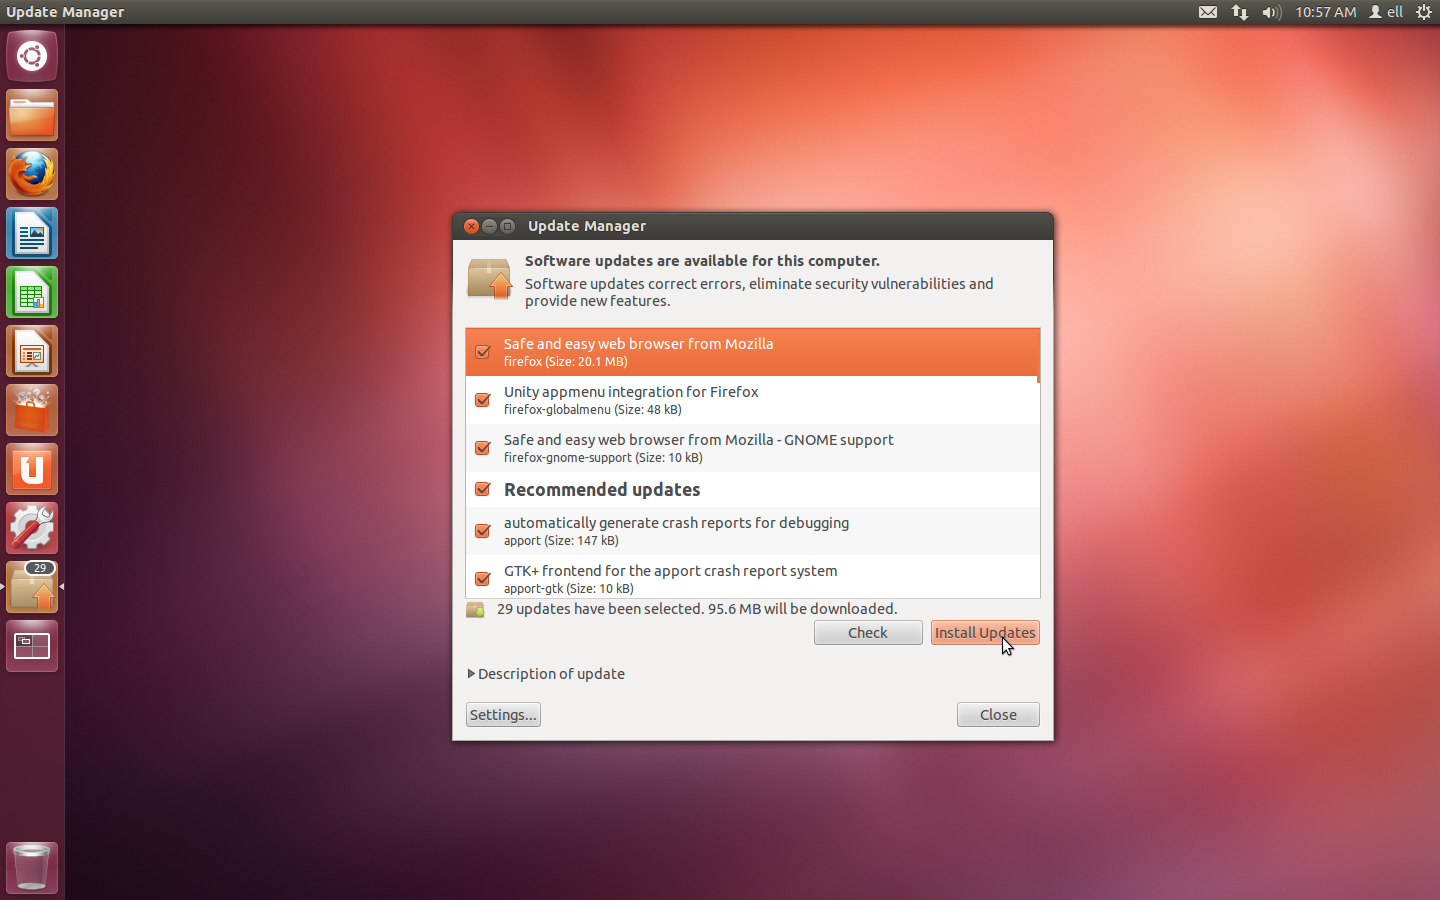 Update Manager
10:57 AM
ell
Update Manager
Software updates are available for this computer.
Software updates correct errors, eliminate security vulnerabilities and
provide new features.
Safe and easy web browser from Mozilla
firefox (Size: 20.1 MB)
Unity appmenu integration for Firefox
firefox-globalmenu (Size: 48 kB)
Safe and easy web browser from Mozilla - GNOME support
firefox-gnome-support (Size: 10 kB)
Recommended updates
automatically generate crash reports for debugging
apport (Size: 147 kB)
GTK+ frontend for the apport crash report system
apport-gtk (Size: 10 kB)
29 updates have been selected. 95.6 MB will be downloaded.
Check
Install Updates
Description of update
Settings...
Close
29